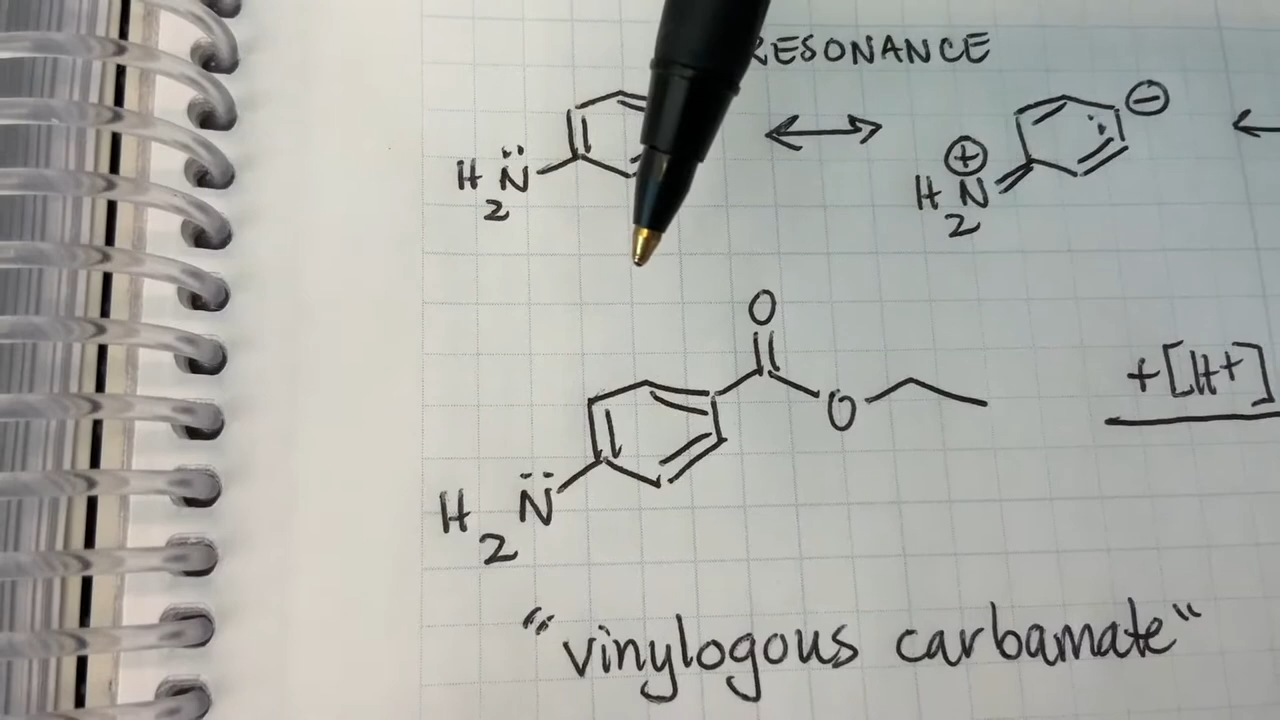 RESONANCE
H2N ⊕ ⊖
H2N
O
O
H2N
+[H+]
"vinylogous carbamate"